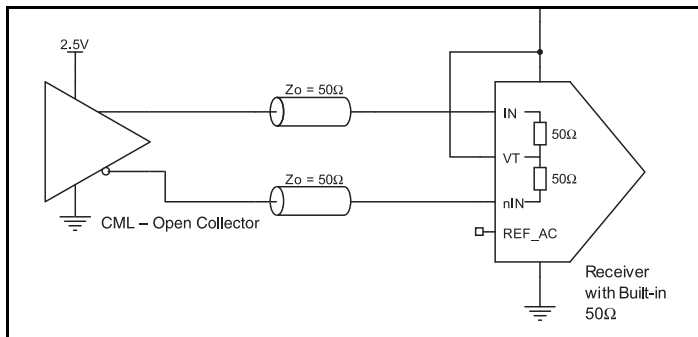 2.5V
Zo = 50Ω
IN
50Ω
VT
50Ω
Zo = 50Ω
nIN
CML – Open Collector
REF_AC
Receiver
with Built-in
50Ω